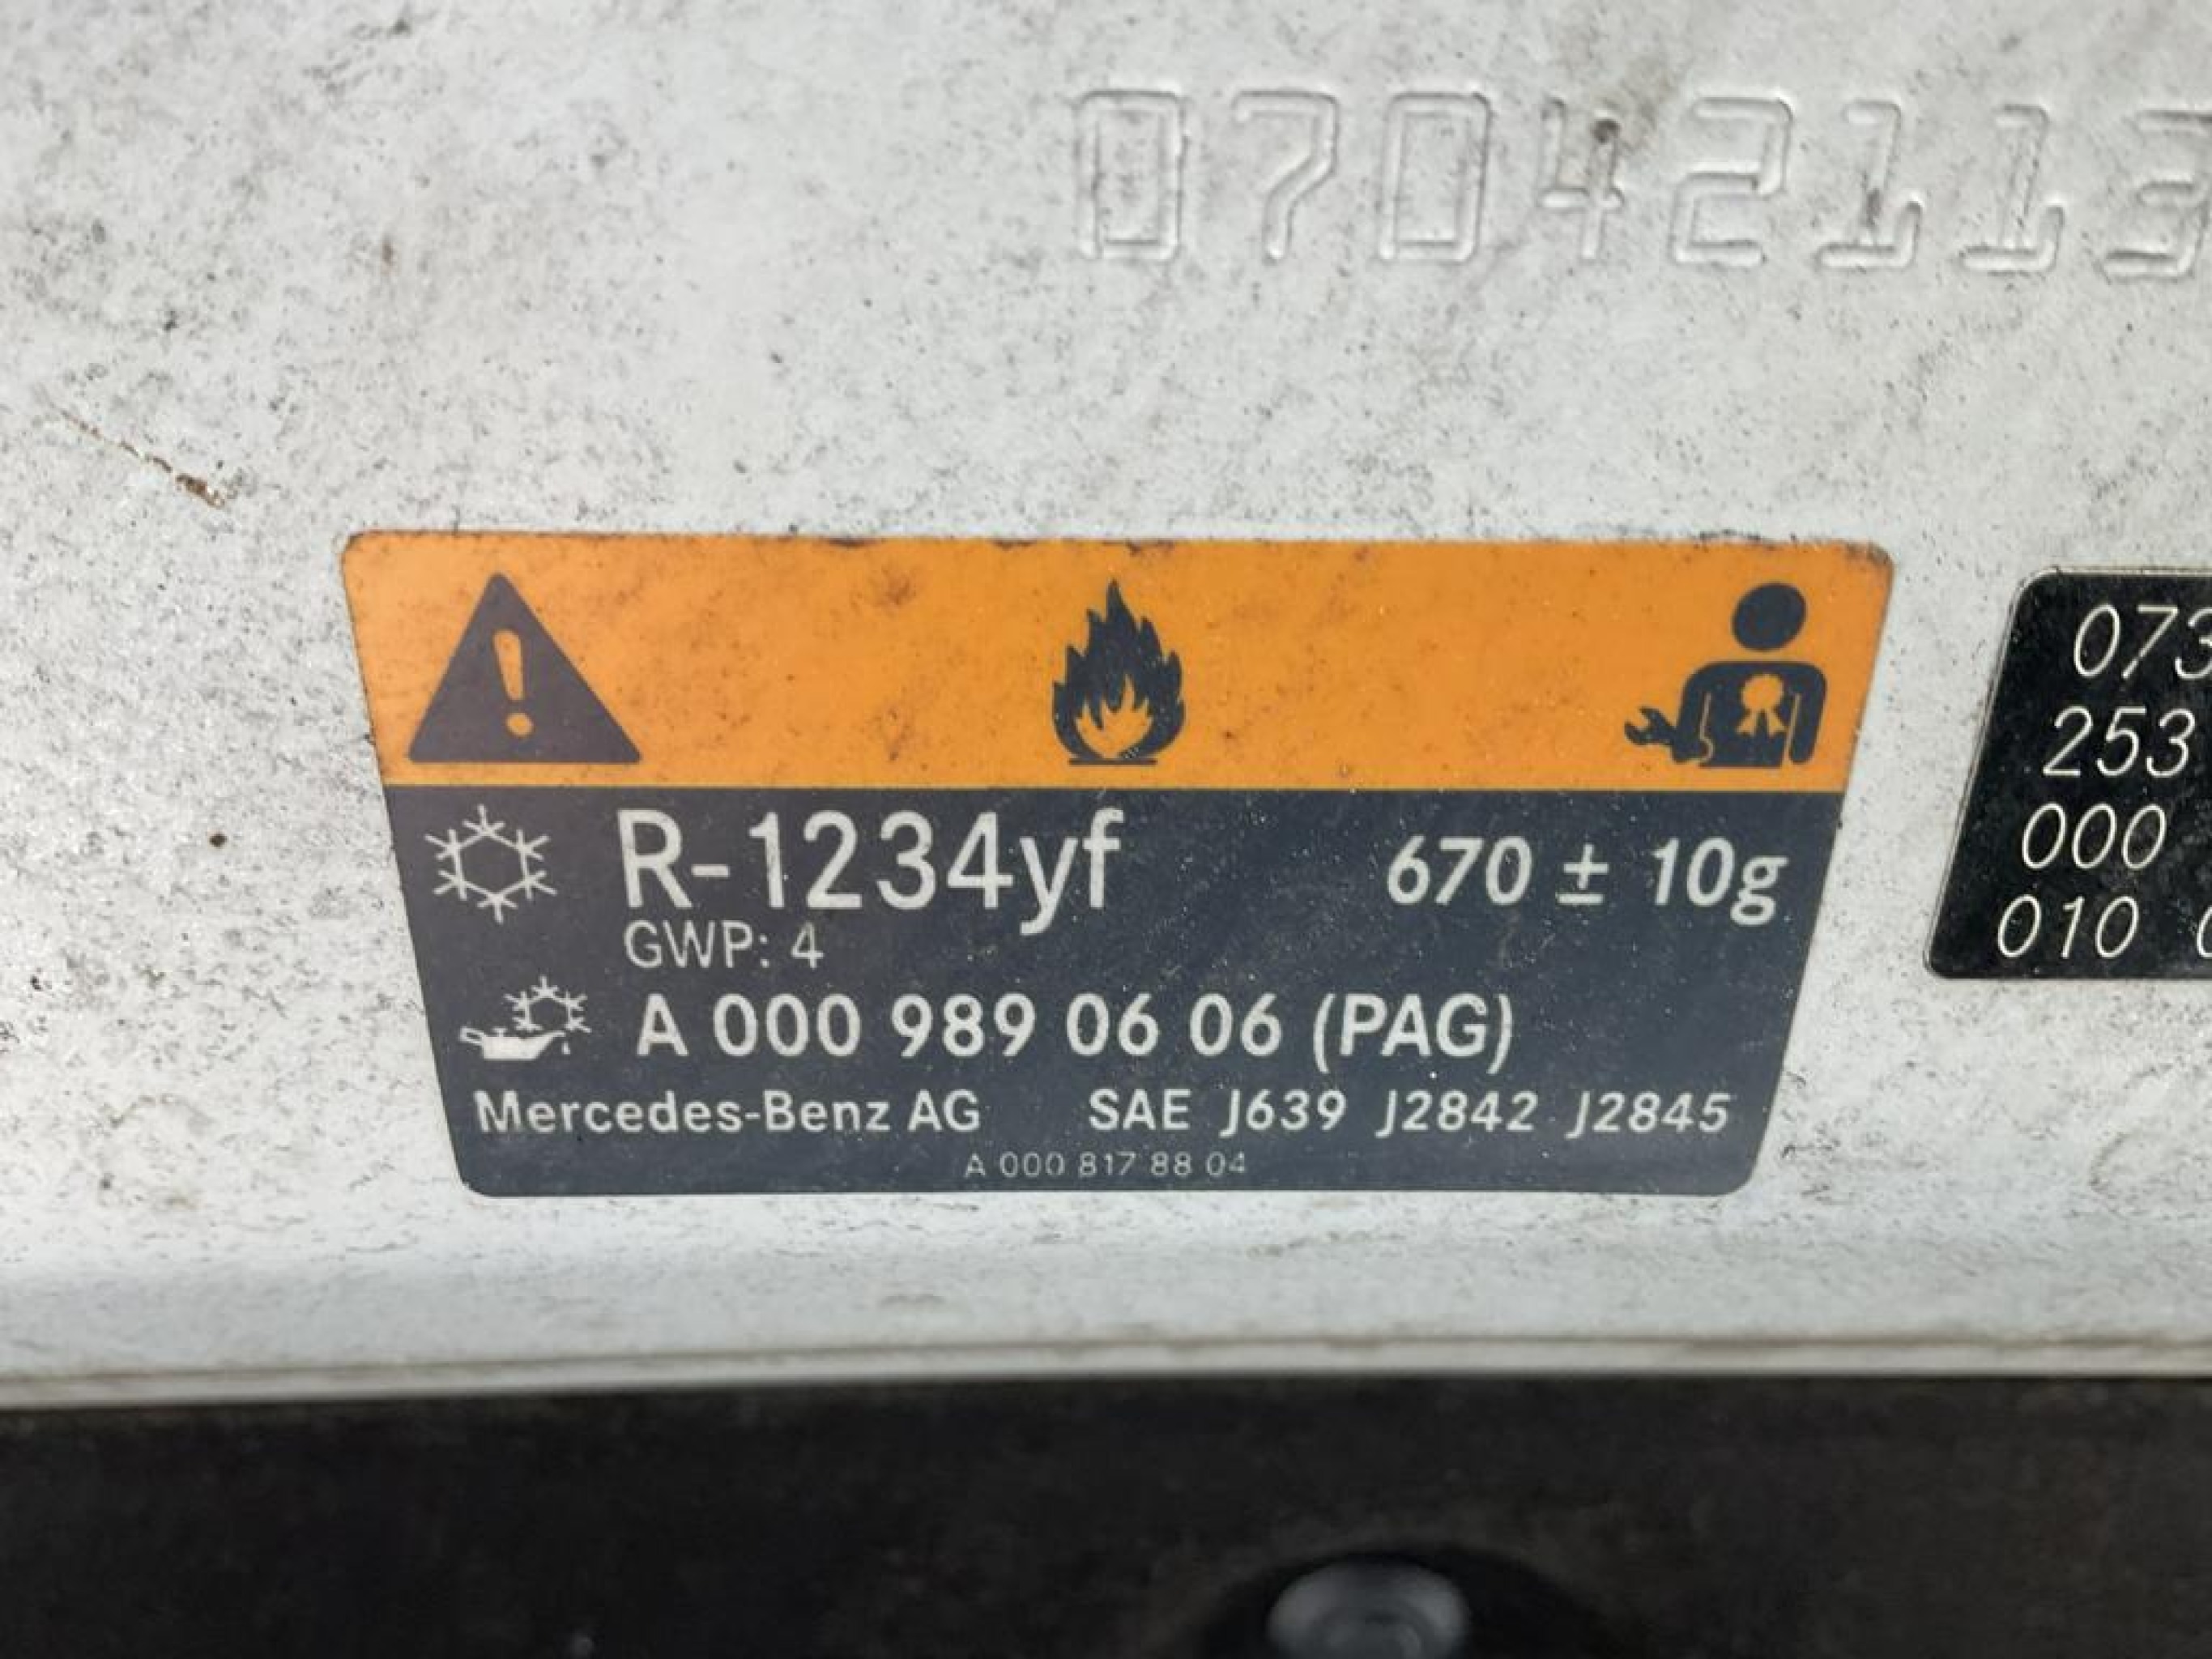 07042113
R-1234yf 670 ± 10g
GWP: 4
A 000 989 06 06 (PAG)
Mercedes-Benz AG SAE J639 J2842 J2845
A 000 817 88 04
073
253
000
010